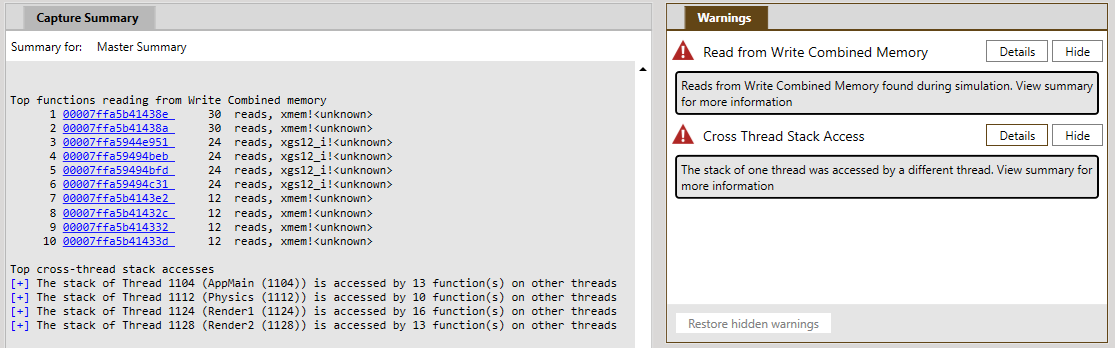 Capture Summary
Summary for: Master Summary
Top functions reading from Write Combined memory
1 00007ffa5b41438e 30 reads, xmem!<unknown>
2 00007ffa5b41438a 30 reads, xmem!<unknown>
3 00007ffa5944e951 24 reads, xgs12_i!<unknown>
4 00007ffa59494beb 24 reads, xgs12_i!<unknown>
5 00007ffa59494bfd 24 reads, xgs12_i!<unknown>
6 00007ffa59494c31 24 reads, xgs12_i!<unknown>
7 00007ffa5b4143e2 12 reads, xmem!<unknown>
8 00007ffa5b41432c 12 reads, xmem!<unknown>
9 00007ffa5b414332 12 reads, xmem!<unknown>
10 00007ffa5b41433d 12 reads, xmem!<unknown>
Top cross-thread stack accesses
[+] The stack of Thread 1104 (AppMain (1104)) is accessed by 13 function(s) on other threads
[+] The stack of Thread 1112 (Physics (1112)) is accessed by 10 function(s) on other threads
[+] The stack of Thread 1124 (Render1 (1124)) is accessed by 16 function(s) on other threads
[+] The stack of Thread 1128 (Render2 (1128)) is accessed by 13 function(s) on other threads
Warnings
Read from Write Combined Memory Details Hide
Reads from Write Combined Memory found during simulation. View summary
for more information
Cross Thread Stack Access Details Hide
The stack of one thread was accessed by a different thread. View summary for
more information
Restore hidden warnings